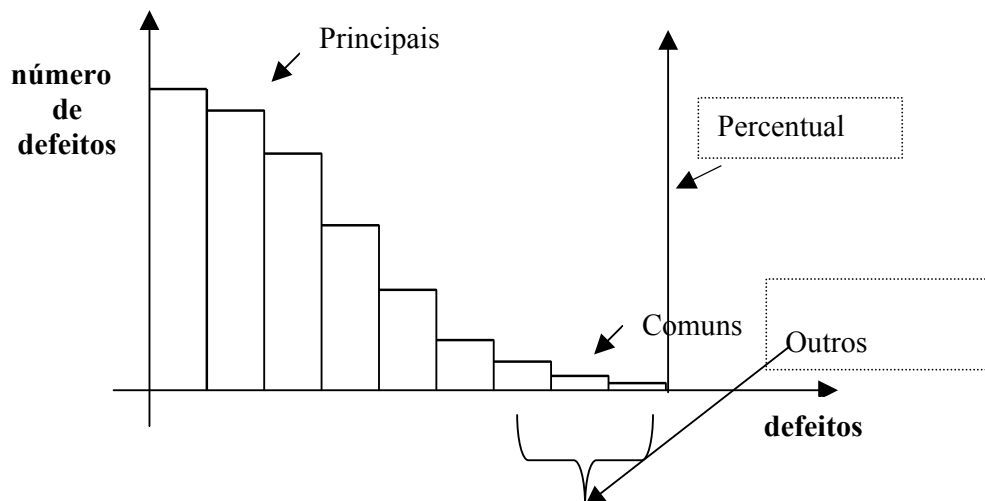 Principais
número
de
defeitos
Percentual
Comuns
Outros
defeitos